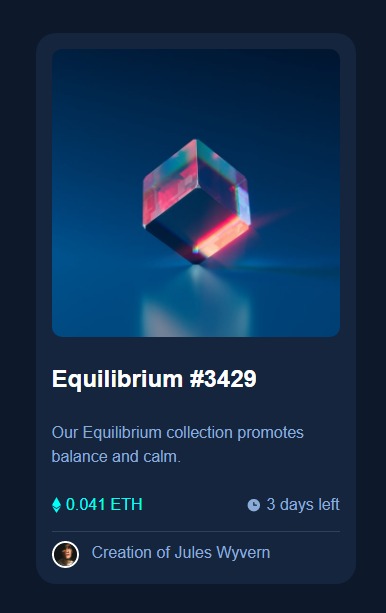 Equilibrium #3429
Our Equilibrium collection promotes
balance and calm.
0.041 ETH
3 days left
Creation of Jules Wyvern